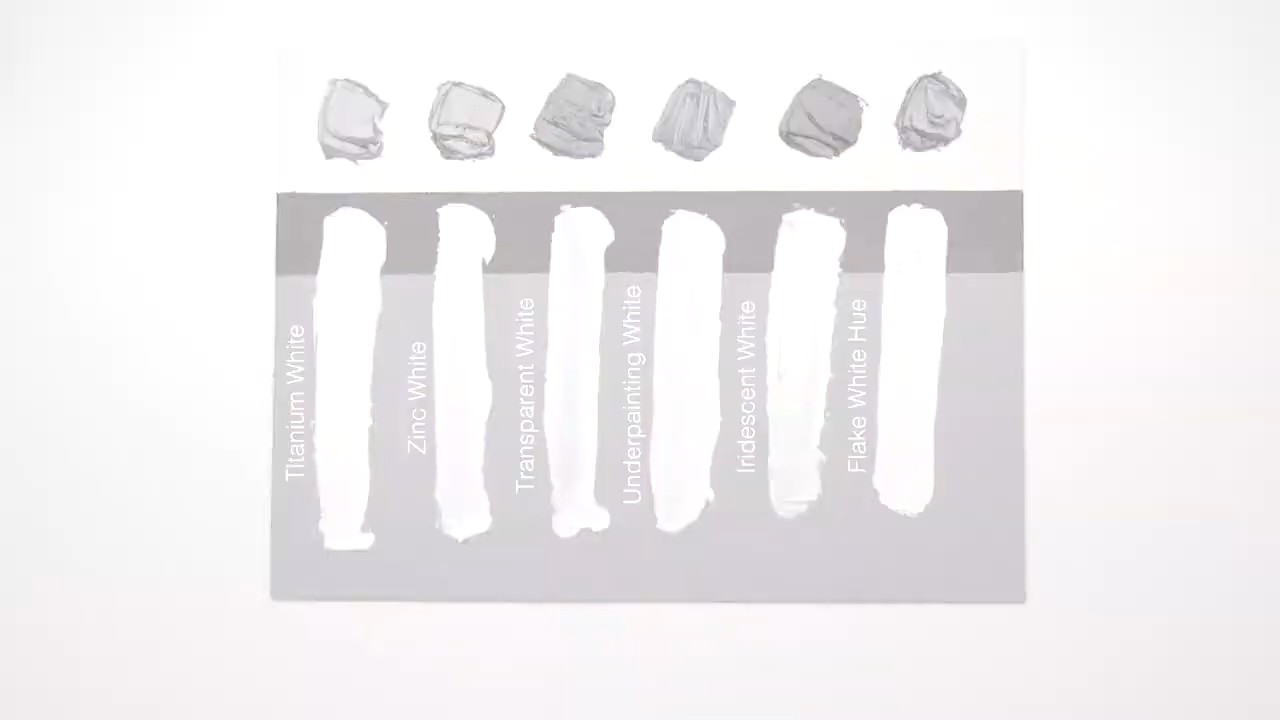 Titanium White
Zinc White
Transparent White
Underpainting White
Iridescent White
Flake White Hue